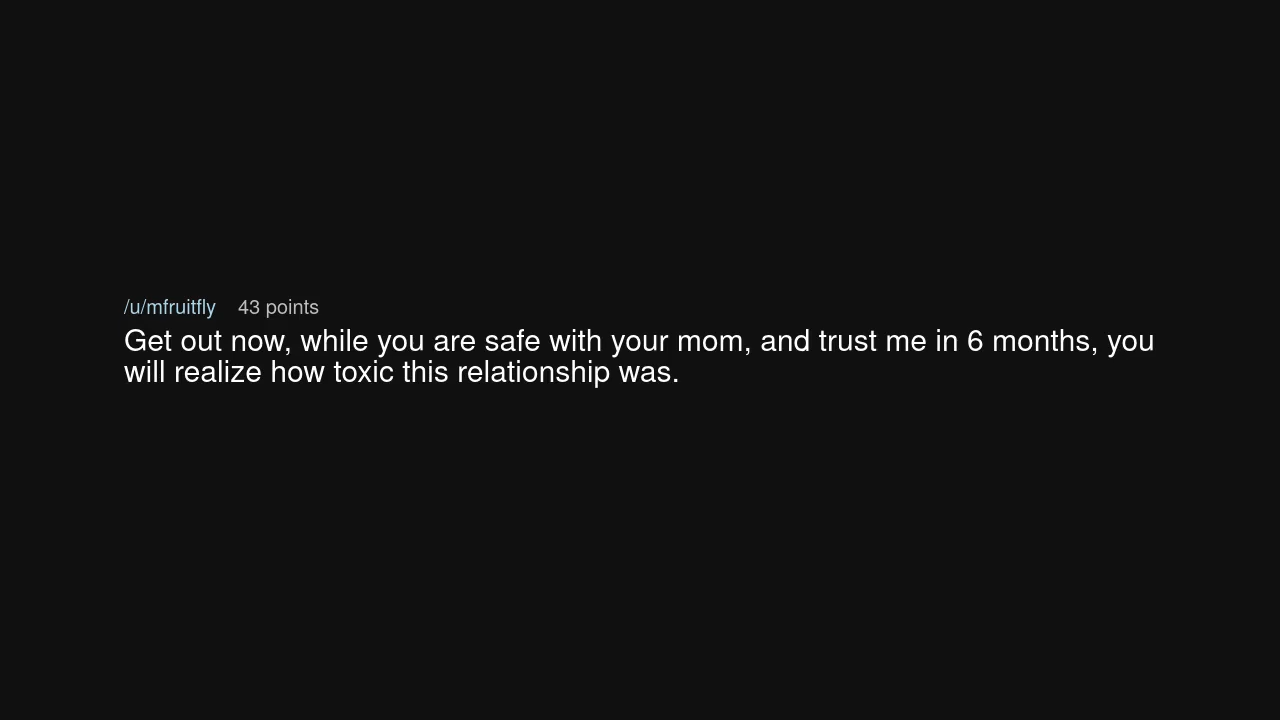 /u/mfruitfly 43 points
Get out now, while you are safe with your mom, and trust me in 6 months, you
will realize how toxic this relationship was.